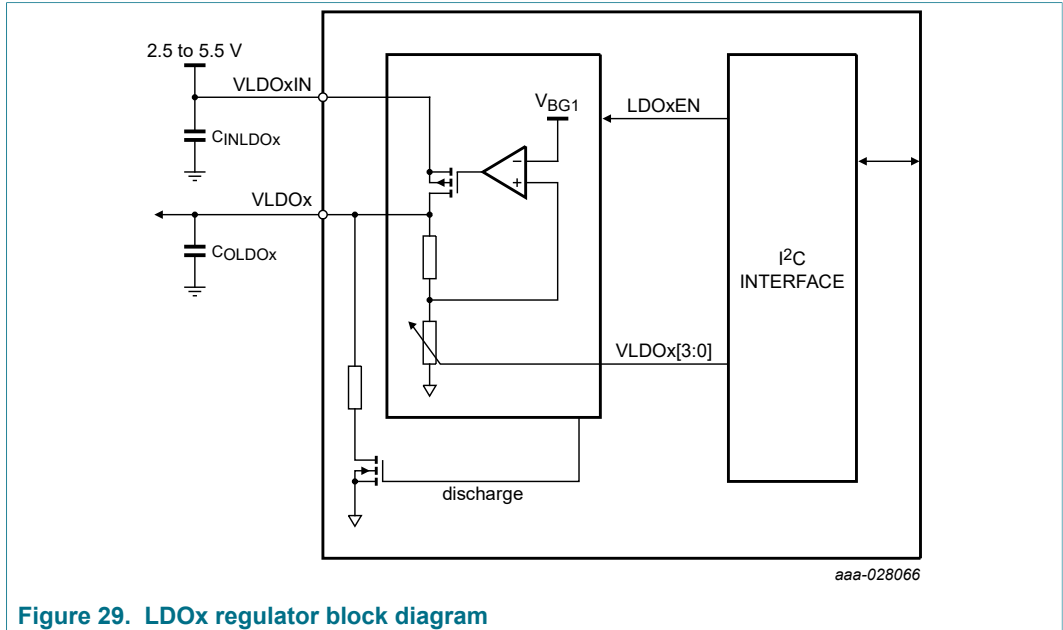 2.5 to 5.5 V
VLDOxIN
CINLDOx
VLDOx
COLDOx
VBG1
−
+
LDOxEN
I2C
INTERFACE
VLDOx[3:0]
discharge
aaa-028066
Figure 29. LDOx regulator block diagram